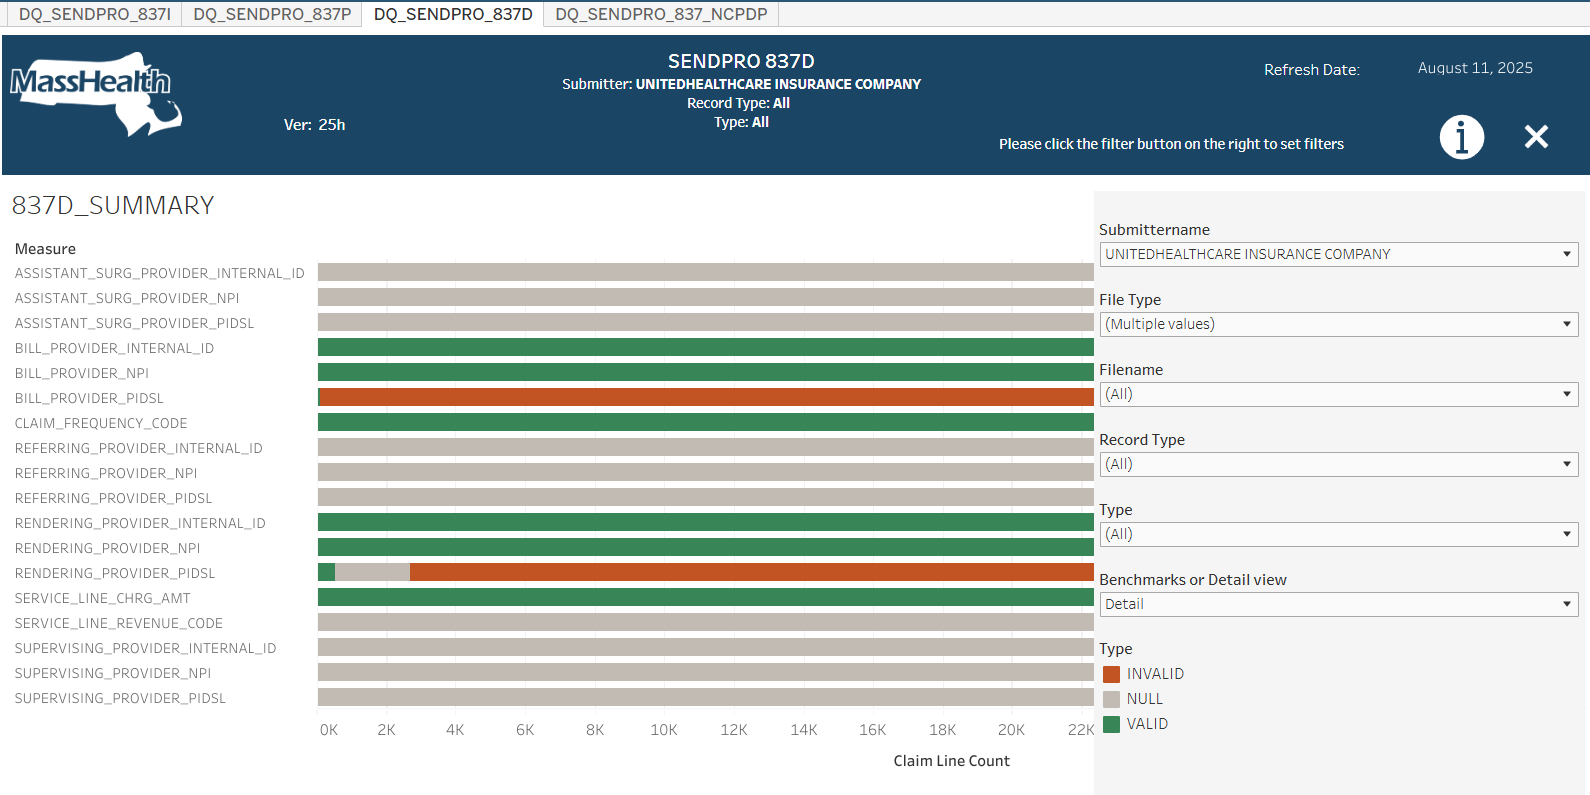 DQ_SENDPRO_837I DQ_SENDPRO_837P DQ_SENDPRO_837D DQ_SENDPRO_837_NCPDP
MassHealth
Ver: 25h
SENDPRO 837D
Submitter: UNITEDHEALTHCARE INSURANCE COMPANY
Record Type: All
Type: All
Refresh Date: August 11, 2025
Please click the filter button on the right to set filters
i
837D_SUMMARY
Measure
ASSISTANT_SURG_PROVIDER_INTERNAL_ID
ASSISTANT_SURG_PROVIDER_NPI
ASSISTANT_SURG_PROVIDER_PIDSL
BILL_PROVIDER_INTERNAL_ID
BILL_PROVIDER_NPI
BILL_PROVIDER_PIDSL
CLAIM_FREQUENCY_CODE
REFERRING_PROVIDER_INTERNAL_ID
REFERRING_PROVIDER_NPI
REFERRING_PROVIDER_PIDSL
RENDERING_PROVIDER_INTERNAL_ID
RENDERING_PROVIDER_NPI
RENDERING_PROVIDER_PIDSL
SERVICE_LINE_CHRG_AMT
SERVICE_LINE_REVENUE_CODE
SUPERVISING_PROVIDER_INTERNAL_ID
SUPERVISING_PROVIDER_NPI
SUPERVISING_PROVIDER_PIDSL
0K 2K 4K 6K 8K 10K 12K 14K 16K 18K 20K 22K
Claim Line Count
Submittername
UNITEDHEALTHCARE INSURANCE COMPANY
File Type
(Multiple values)
Filename
(All)
Record Type
(All)
Type
(All)
Benchmarks or Detail view
Detail
Type
INVALID
NULL
VALID